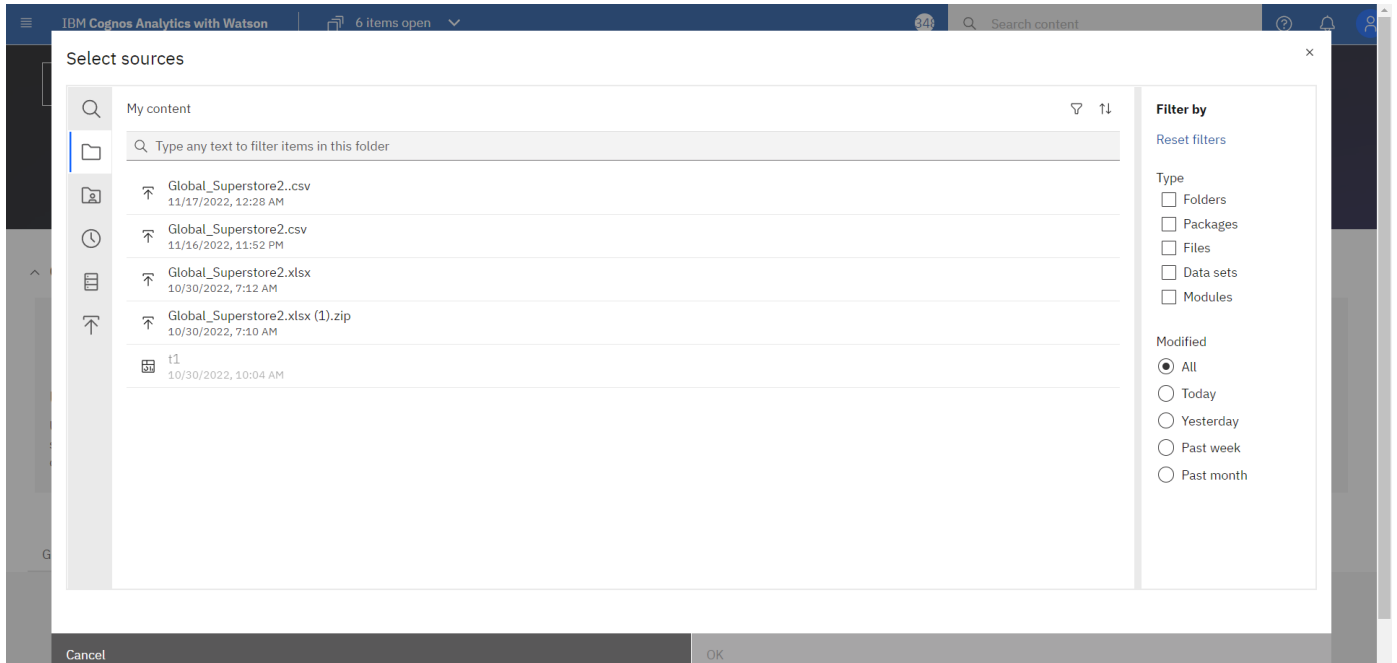 IBM Cognos Analytics with Watson
6 items open
348
Search content
Select sources
My content
Type any text to filter items in this folder
Global_Superstore2..csv
11/17/2022, 12:28 AM
Global_Superstore2.csv
11/16/2022, 11:52 PM
Global_Superstore2.xlsx
10/30/2022, 7:12 AM
Global_Superstore2.xlsx (1).zip
10/30/2022, 7:10 AM
t1
10/30/2022, 10:04 AM
Filter by
Reset filters
Type
Folders
Packages
Files
Data sets
Modules
Modified
All
Today
Yesterday
Past week
Past month
G
Cancel
OK